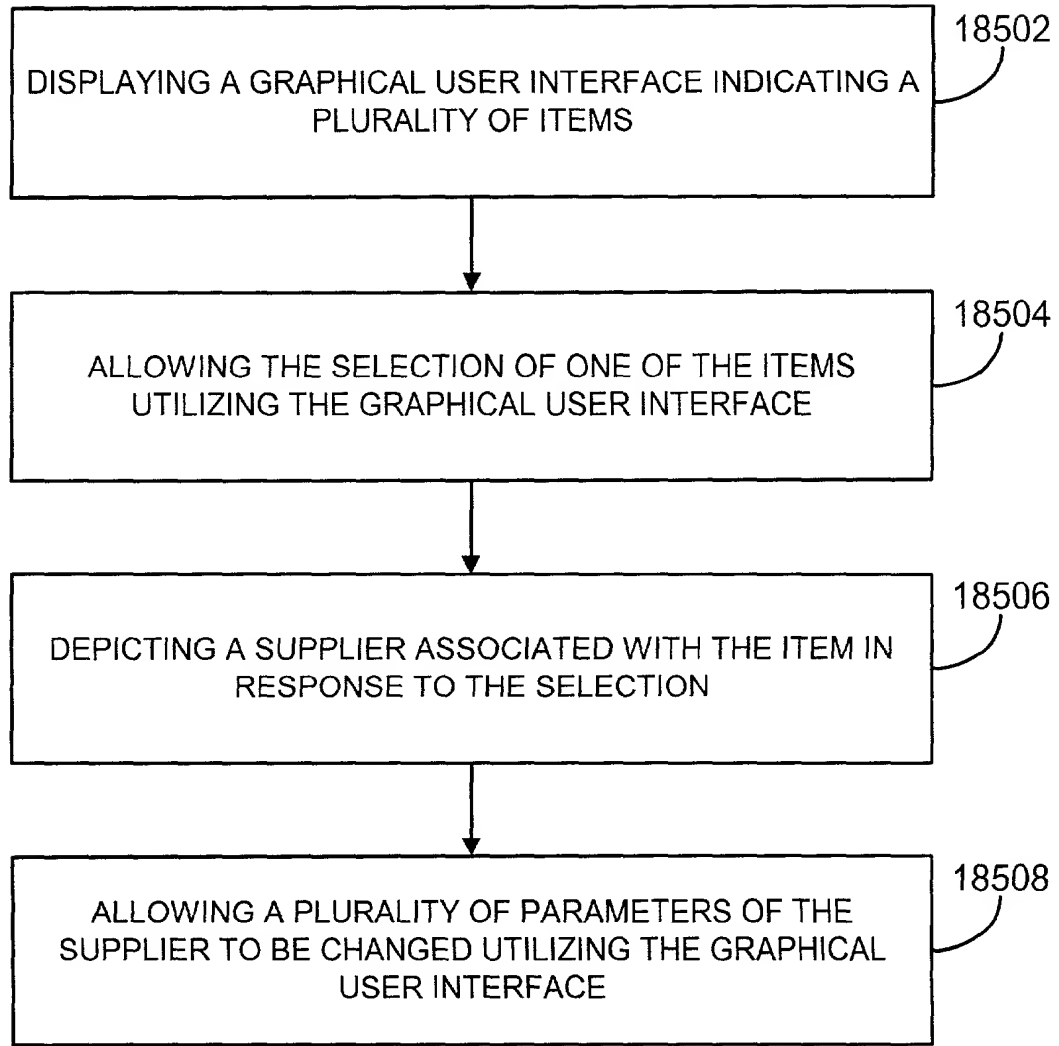 18502
DISPLAYING A GRAPHICAL USER INTERFACE INDICATING A
PLURALITY OF ITEMS
18504
ALLOWING THE SELECTION OF ONE OF THE ITEMS
UTILIZING THE GRAPHICAL USER INTERFACE
18506
DEPICTING A SUPPLIER ASSOCIATED WITH THE ITEM IN
RESPONSE TO THE SELECTION
18508
ALLOWING A PLURALITY OF PARAMETERS OF THE
SUPPLIER TO BE CHANGED UTILIZING THE GRAPHICAL
USER INTERFACE